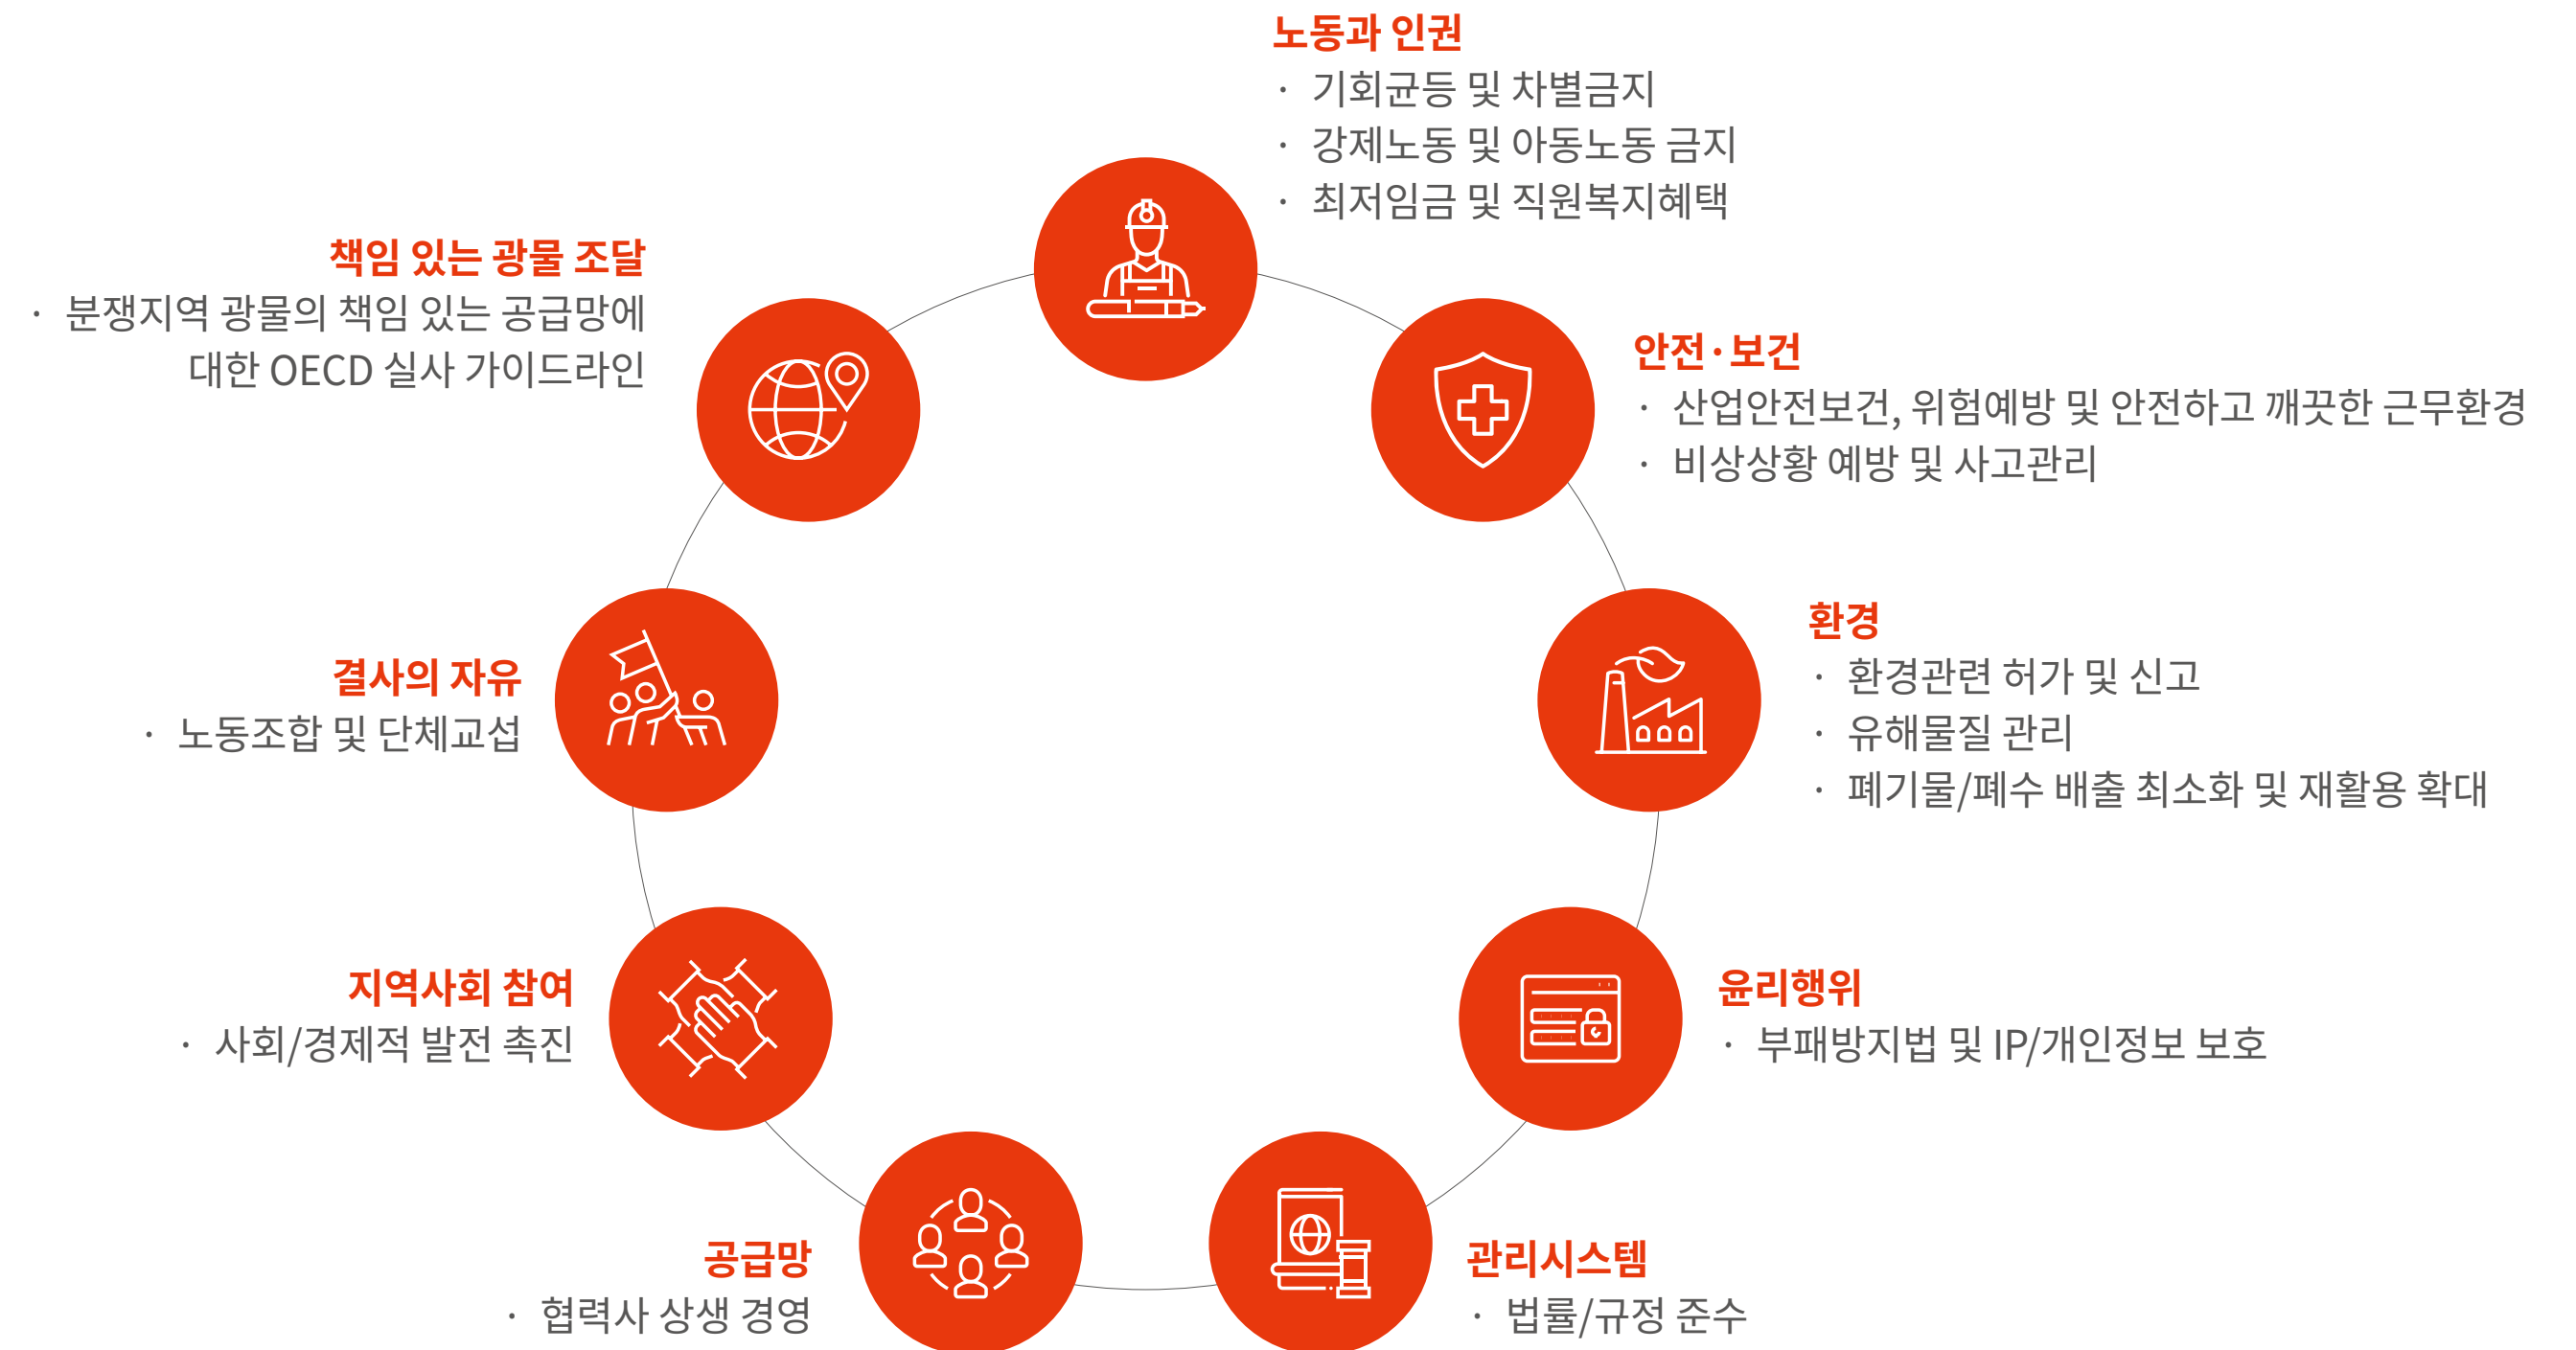 노동과 인권
· 기회균등 및 차별금지
· 강제노동 및 아동노동 금지
· 최저임금 및 직원복지혜택
안전·보건
· 산업안전보건, 위험예방 및 안전하고 깨끗한 근무환경
· 비상상황 예방 및 사고관리
환경
· 환경관련 허가 및 신고
· 유해물질 관리
· 폐기물/폐수 배출 최소화 및 재활용 확대
윤리행위
· 부패방지법 및 IP/개인정보 보호
관리시스템
· 법률/규정 준수
공급망
· 협력사 상생 경영
지역사회 참여
· 사회/경제적 발전 촉진
결사의 자유
· 노동조합 및 단체교섭
책임 있는 광물 조달
· 분쟁지역 광물의 책임 있는 공급망에
대한 OECD 실사 가이드라인